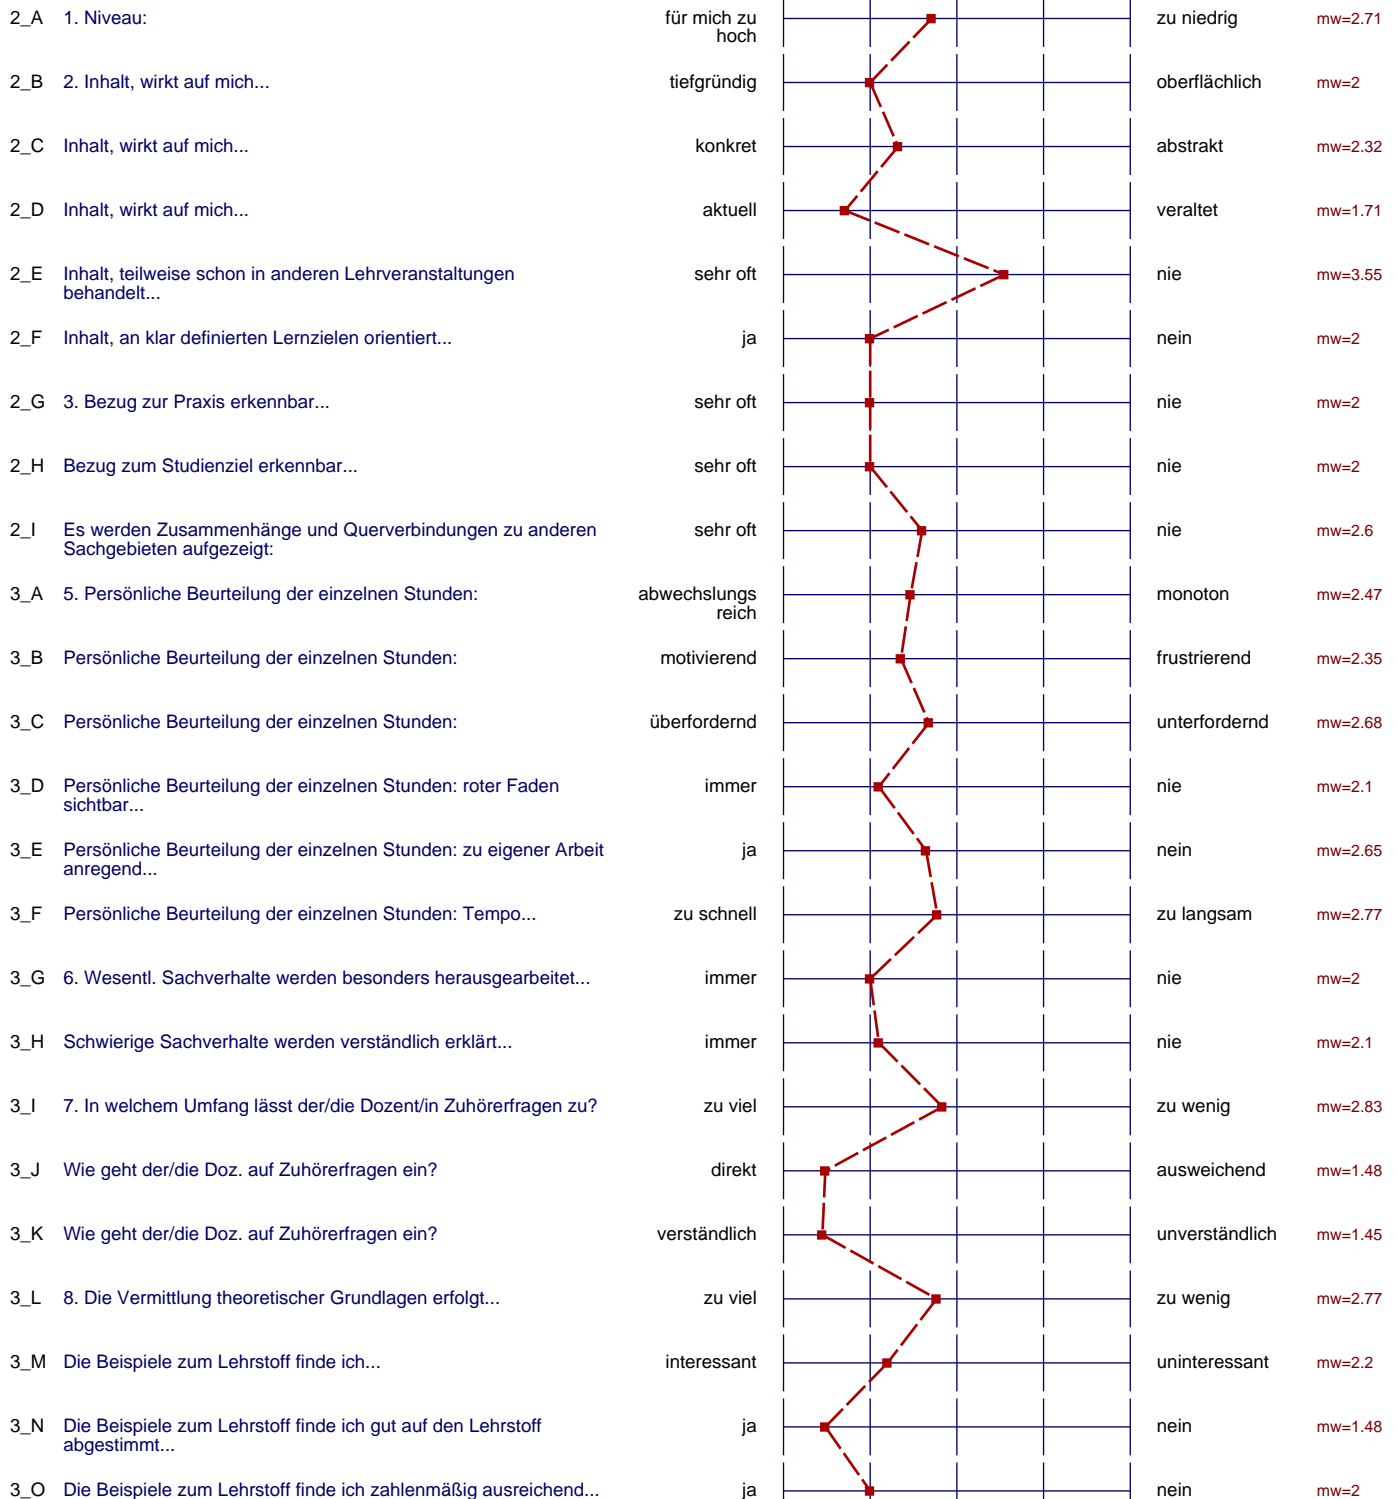 2_A 1. Niveau: für mich zu hoch zu niedrig mw=2.71
2_B 2. Inhalt, wirkt auf mich... tiefgründig oberflächlich mw=2
2_C Inhalt, wirkt auf mich... konkret abstrakt mw=2.32
2_D Inhalt, wirkt auf mich... aktuell veraltet mw=1.71
2_E Inhalt, teilweise schon in anderen Lehrveranstaltungen sehr oft nie mw=3.55
behandelt...
2_F Inhalt, an klar definierten Lernzielen orientiert... ja nein mw=2
2_G 3. Bezug zur Praxis erkennbar... sehr oft nie mw=2
2_H Bezug zum Studienziel erkennbar... sehr oft nie mw=2
2_I Es werden Zusammenhänge und Querverbindungen zu anderen sehr oft nie mw=2.6
Sachgebieten aufgezeigt:
3_A 5. Persönliche Beurteilung der einzelnen Stunden: abwechslungs monoton mw=2.47
reich
3_B Persönliche Beurteilung der einzelnen Stunden: motivierend frustrierend mw=2.35
3_C Persönliche Beurteilung der einzelnen Stunden: überfordernd unterfordernd mw=2.68
3_D Persönliche Beurteilung der einzelnen Stunden: roter Faden immer nie mw=2.1
sichtbar...
3_E Persönliche Beurteilung der einzelnen Stunden: zu eigener Arbeit ja nein mw=2.65
anregend...
3_F Persönliche Beurteilung der einzelnen Stunden: Tempo... zu schnell zu langsam mw=2.77
3_G 6. Wesentl. Sachverhalte werden besonders herausgearbeitet... immer nie mw=2
3_H Schwierige Sachverhalte werden verständlich erklärt... immer nie mw=2.1
3_I 7. In welchem Umfang lässt der/die Dozent/in Zuhörerfragen zu? zu viel zu wenig mw=2.83
3_J Wie geht der/die Doz. auf Zuhörerfragen ein? direkt ausweichend mw=1.48
3_K Wie geht der/die Doz. auf Zuhörerfragen ein? verständlich unverständlich mw=1.45
3_L 8. Die Vermittlung theoretischer Grundlagen erfolgt... zu viel zu wenig mw=2.77
3_M Die Beispiele zum Lehrstoff finde ich... interessant uninteressant mw=2.2
3_N Die Beispiele zum Lehrstoff finde ich gut auf den Lehrstoff ja nein mw=1.48
abgestimmt...
3_O Die Beispiele zum Lehrstoff finde ich zahlenmäßig ausreichend... ja nein mw=2